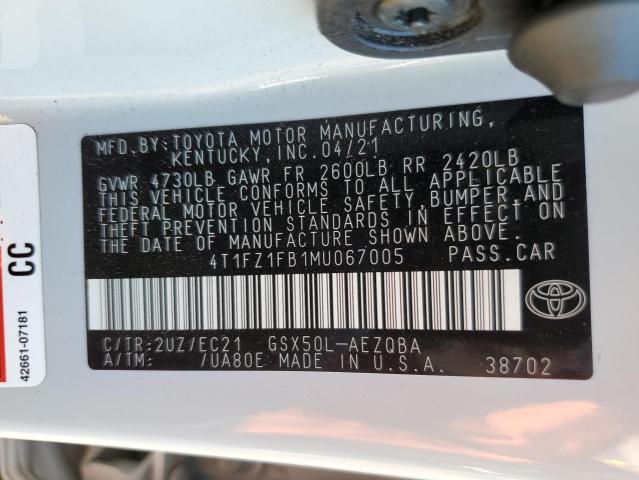 MFD.BY:TOYOTA MOTOR MANUFACTURING,
KENTUCKY,INC.04/21
GVWR 4730LB GAWR FR 2600LB RR 2420LB
THIS VEHICLE CONFORMS TO ALL APPLICABLE
FEDERAL MOTOR VEHICLE SAFETY,BUMPER,AND
THEFT PREVENTION STANDARDS IN EFFECT ON
THE DATE OF MANUFACTURE SHOWN ABOVE.
4T1FZ1FB1MU067005 PASS.CAR
C/TR:2UZ/EC21 GSX50L-AEZQBA
A/TM: /UA80E MADE IN U.S.A. 38702
CC
42661-07181